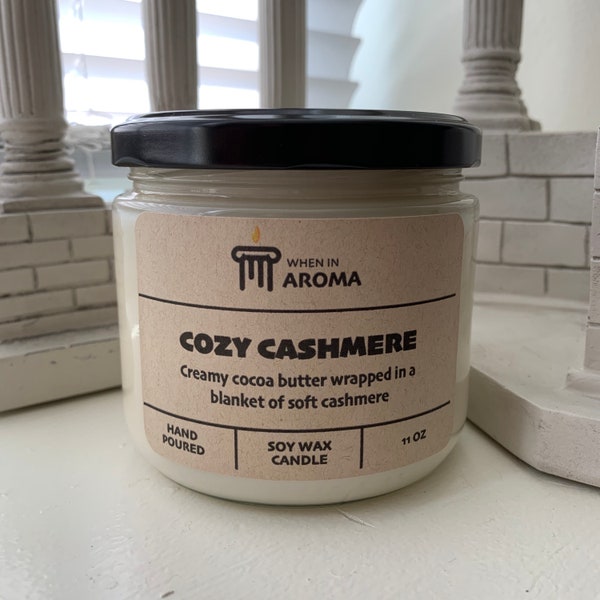 WHEN IN
AROMA
COZY CASHMERE
Creamy cocoa butter wrapped in a
blanket of soft cashmere
HAND
POURED
SOY WAX
CANDLE
11 OZ